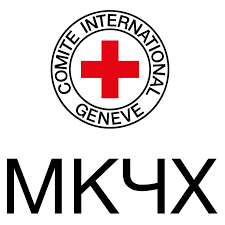 COMITE INTERNATIONAL
GENEVE
МКЧХ